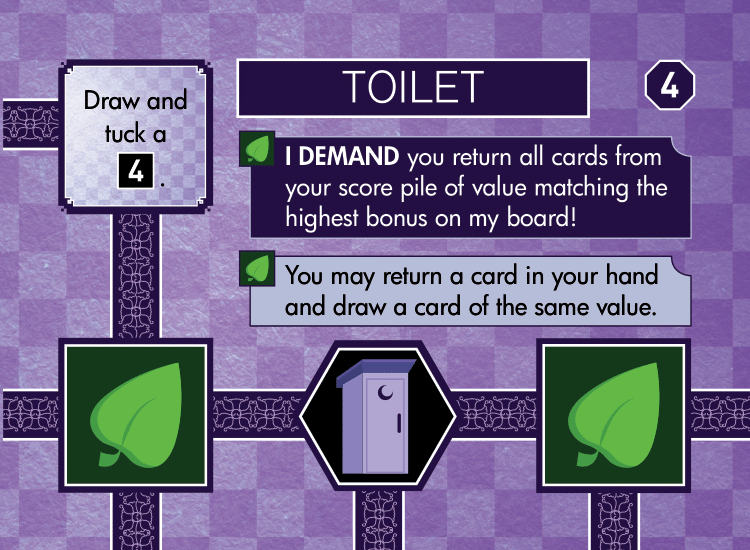 Draw and
tuck a
4 .
TOILET
4
I DEMAND you return all cards from
your score pile of value matching the
highest bonus on my board!
You may return a card in your hand
and draw a card of the same value.